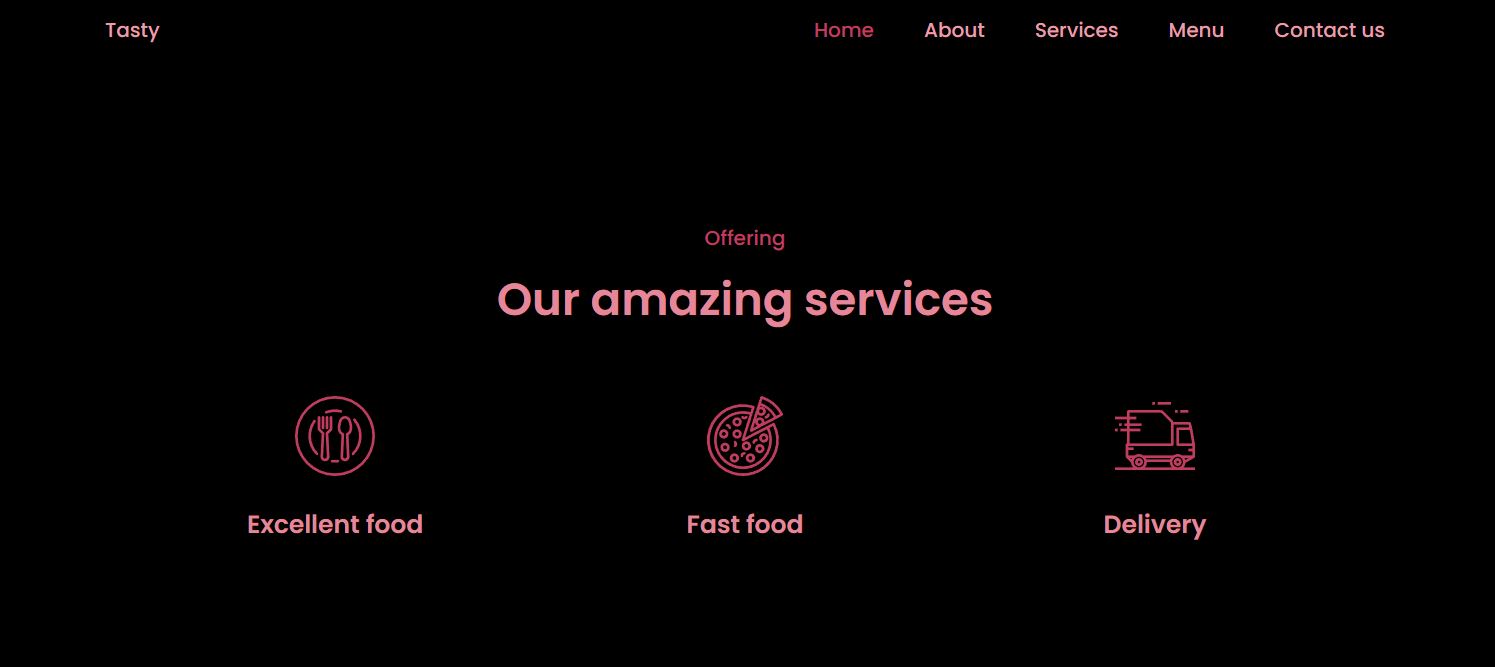 Tasty Home About Services Menu Contact us
Offering
Our amazing services
Excellent food Fast food Delivery